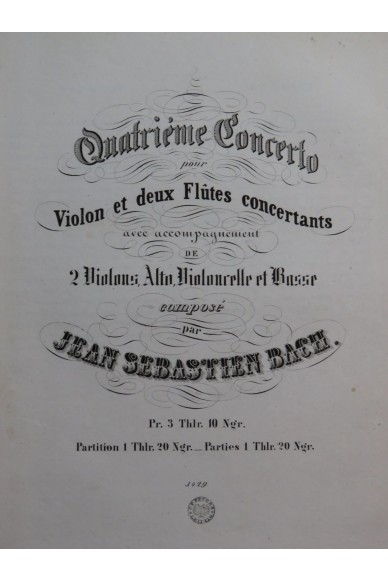 Quatriéme Concerto
pour
Violon et deux Flûtes concertants
avec accompagnement
DE
2 Violons, Alto, Violoncelle et Basse
composé
par
JEAN SEBASTIEN BACH.
Pr. 3 Thlr. 10 Ngr.
Partition 1 Thlr. 20 Ngr. _ Parties 1 Thlr. 20 Ngr.